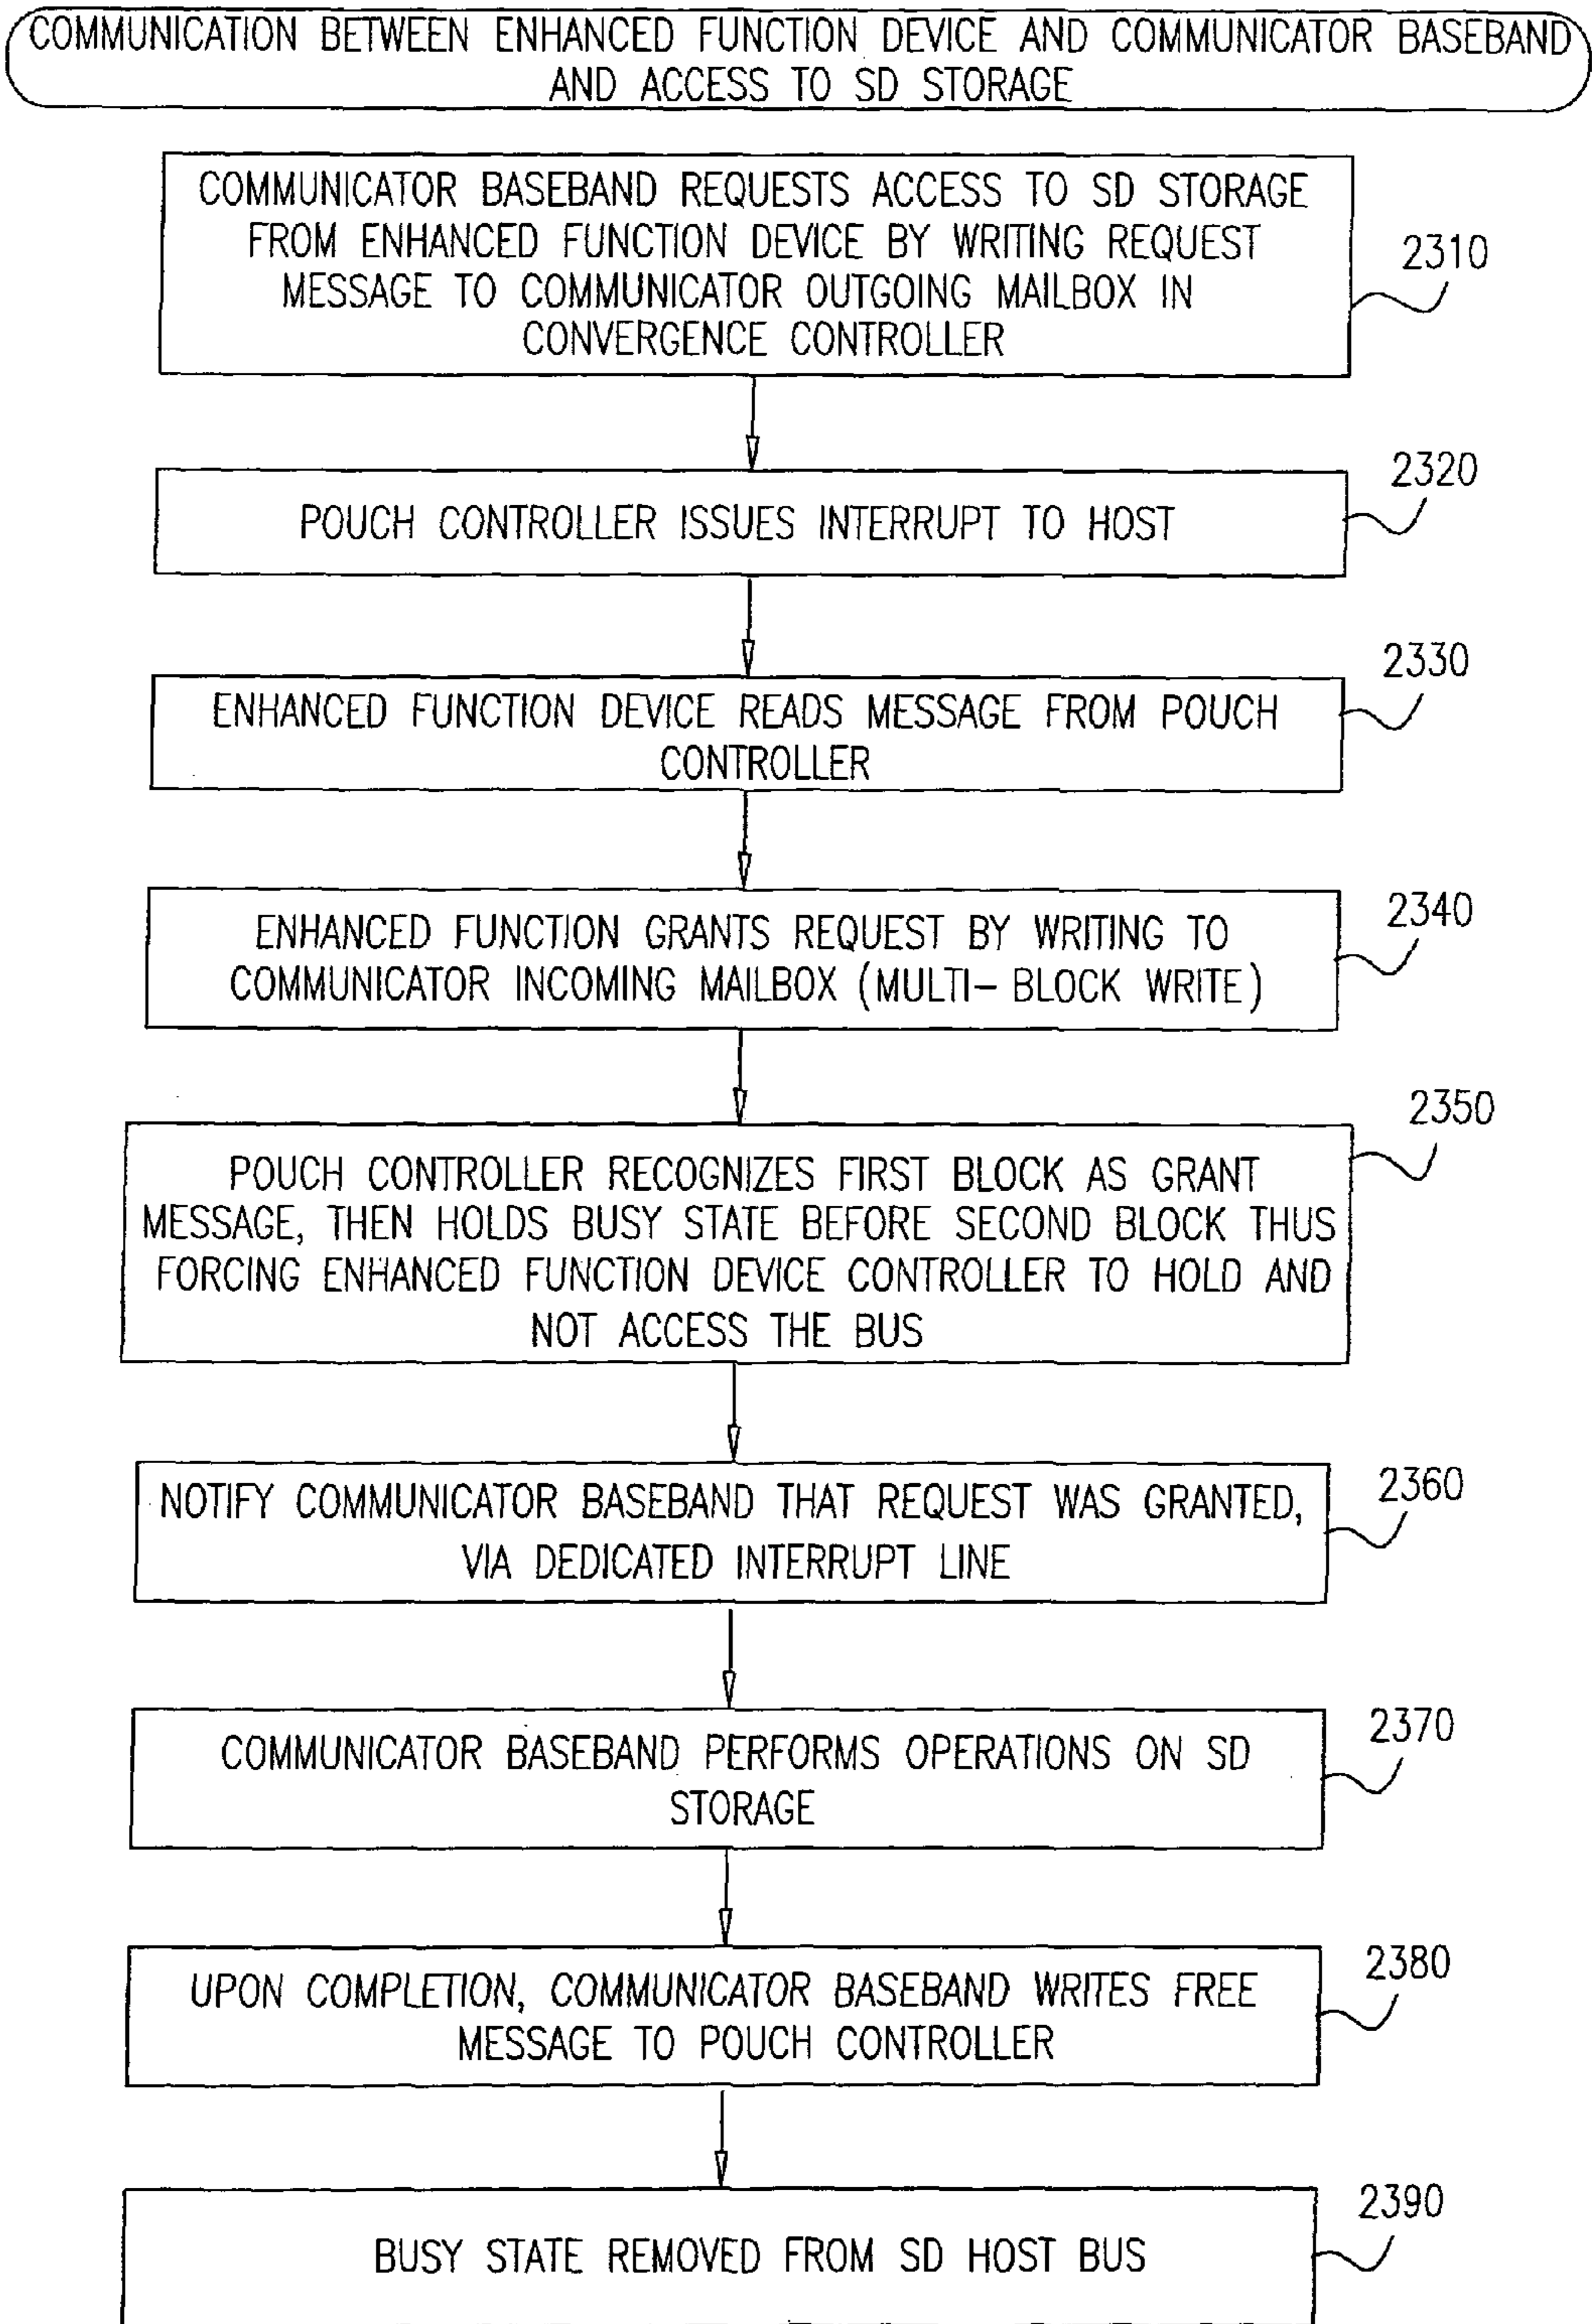 COMMUNICATION BETWEEN ENHANCED FUNCTION DEVICE AND COMMUNICATOR BASEBAND
AND ACCESS TO SD STORAGE
COMMUNICATOR BASEBAND REQUESTS ACCESS TO SD STORAGE
FROM ENHANCED FUNCTION DEVICE BY WRITING REQUEST
MESSAGE TO COMMUNICATOR OUTGOING MAILBOX IN
CONVERGENCE CONTROLLER
2310
POUCH CONTROLLER ISSUES INTERRUPT TO HOST
2320
ENHANCED FUNCTION DEVICE READS MESSAGE FROM POUCH
CONTROLLER
2330
ENHANCED FUNCTION GRANTS REQUEST BY WRITING TO
COMMUNICATOR INCOMING MAILBOX (MULTI- BLOCK WRITE)
2340
POUCH CONTROLLER RECOGNIZES FIRST BLOCK AS GRANT
MESSAGE, THEN HOLDS BUSY STATE BEFORE SECOND BLOCK THUS
FORCING ENHANCED FUNCTION DEVICE CONTROLLER TO HOLD AND
NOT ACCESS THE BUS
2350
NOTIFY COMMUNICATOR BASEBAND THAT REQUEST WAS GRANTED,
VIA DEDICATED INTERRUPT LINE
2360
COMMUNICATOR BASEBAND PERFORMS OPERATIONS ON SD
STORAGE
2370
UPON COMPLETION, COMMUNICATOR BASEBAND WRITES FREE
MESSAGE TO POUCH CONTROLLER
2380
BUSY STATE REMOVED FROM SD HOST BUS
2390